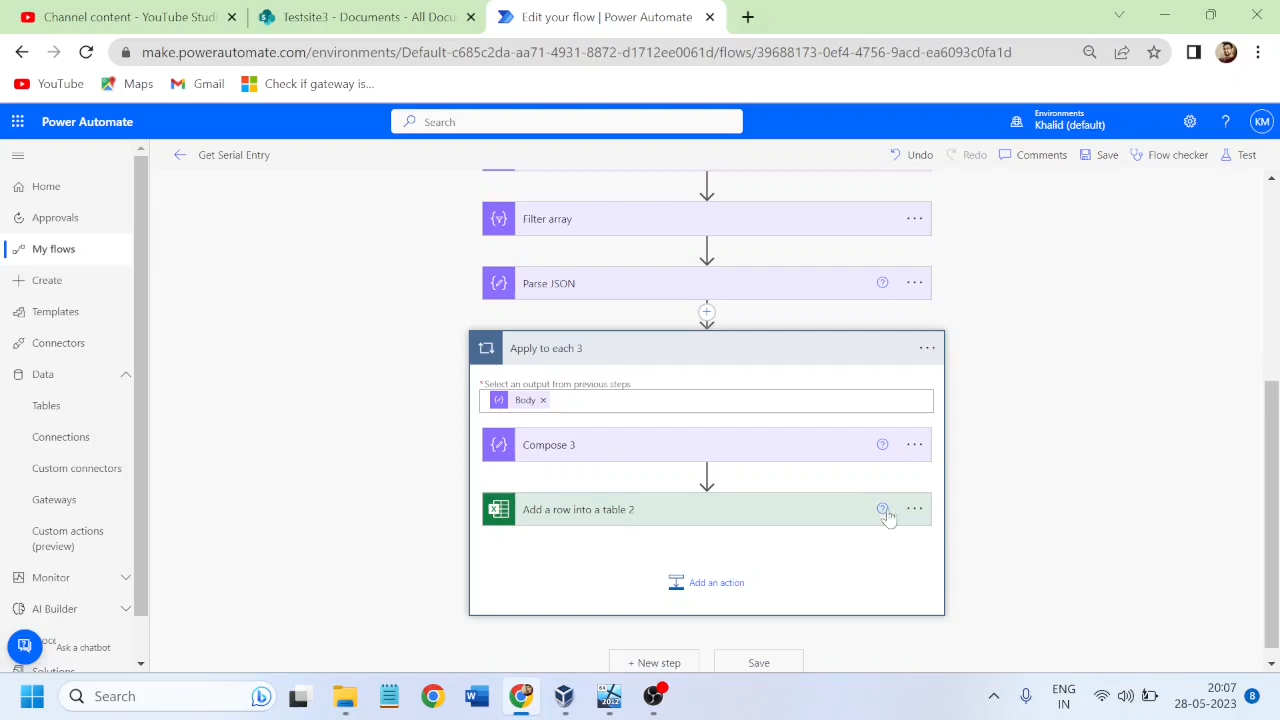 Channel content - YouTube Studi
Testsite3 - Documents - All Docu
Edit your flow | Power Automate
make.powerautomate.com/environments/Default-c685c2da-aa71-4931-8872-d1712ee0061d/flows/39688173-0ef4-4756-9acd-ea6093c0fa1d
YouTube
Maps
Gmail
Check if gateway is...
Power Automate
Search
Environments
Khalid (default)
KM
Get Serial Entry
Undo
Redo
Comments
Save
Flow checker
Test
Home
Approvals
My flows
Create
Templates
Connectors
Data
Tables
Connections
Custom connectors
Gateways
Custom actions
(preview)
Monitor
AI Builder
Ask a chatbot
Solutions
Filter array
Parse JSON
Apply to each 3
*Select an output from previous steps
Body
Compose 3
Add a row into a table 2
Add an action
+ New step
Save
Search
64
2012
ENG
IN
20:07
28-05-2023
8